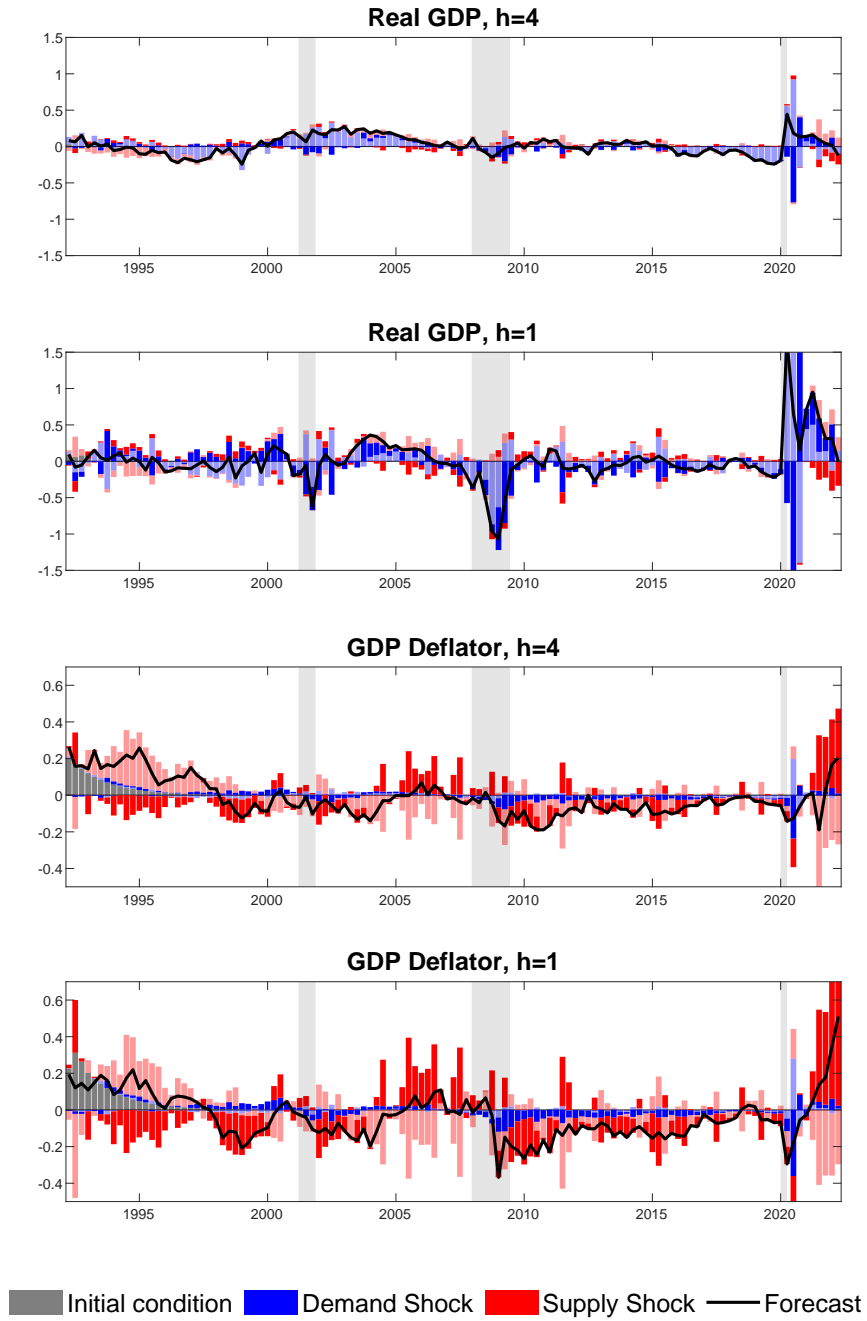 Real GDP, h=4
1.5
1
0.5
0
-0.5
-1
-1.5
1995 2000 2005 2010 2015 2020
Real GDP, h=1
1.5
1
0.5
0
-0.5
-1
-1.5
1995 2000 2005 2010 2015 2020
GDP Deflator, h=4
0.6
0.4
0.2
0
-0.2
-0.4
1995 2000 2005 2010 2015 2020
GDP Deflator, h=1
0.6
0.4
0.2
0
-0.2
-0.4
1995 2000 2005 2010 2015 2020
Initial condition Demand Shock Supply Shock Forecast